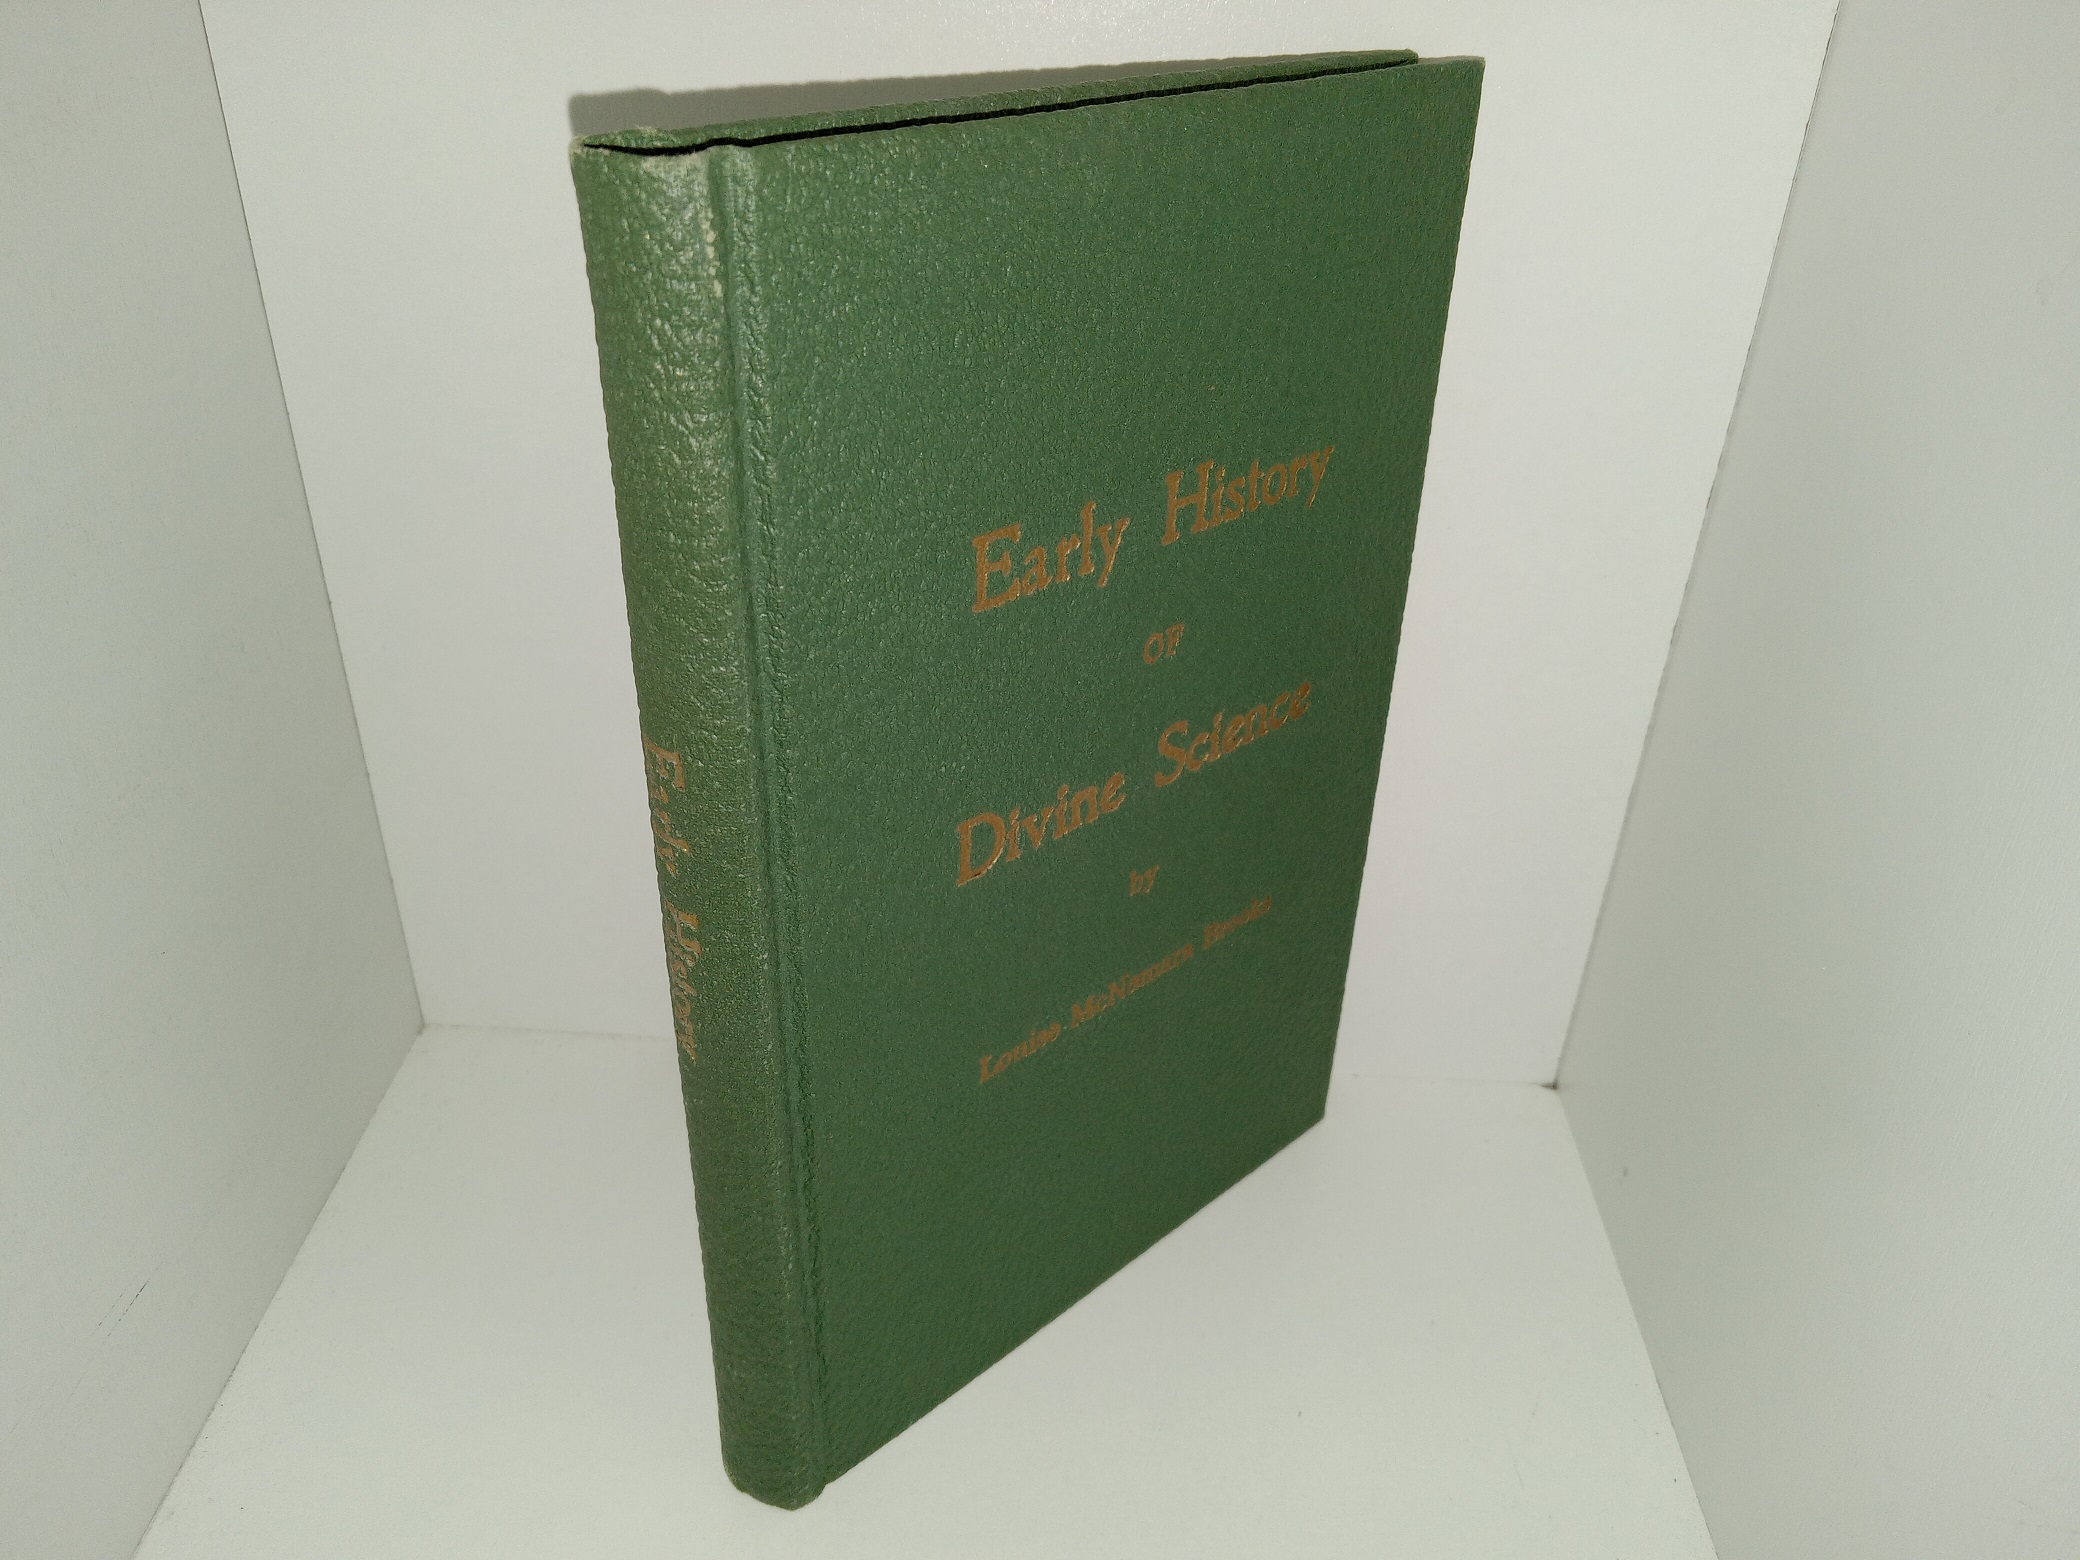 Early History
OF
Divine Science
by
Louise McNamara Brooks
Early History